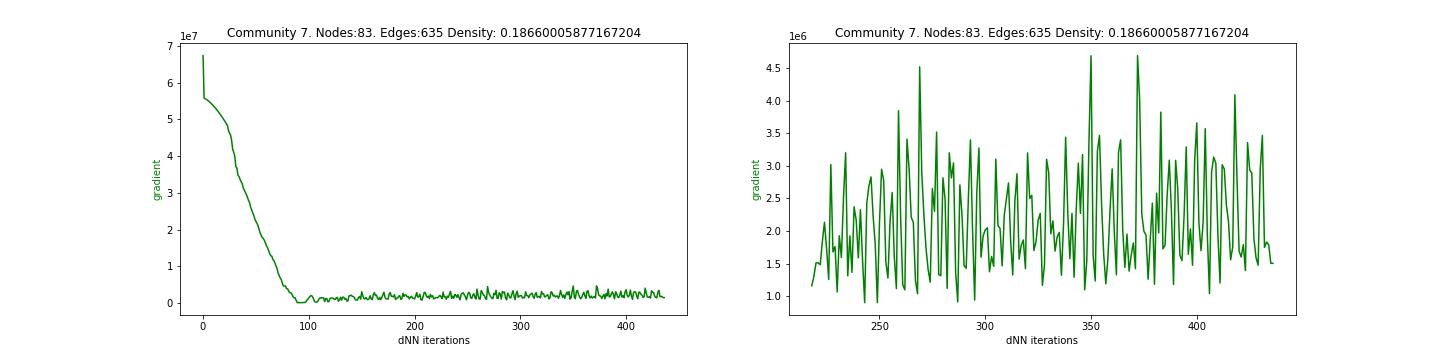 Community 7. Nodes:83. Edges:635 Density: 0.18660005877167204
1e7
7
6
5
4
3
2
1
0
gradient
0 100 200 300 400
dNN iterations
Community 7. Nodes:83. Edges:635 Density: 0.18660005877167204
1e6
4.5
4.0
3.5
3.0
2.5
2.0
1.5
1.0
gradient
250 300 350 400
dNN iterations